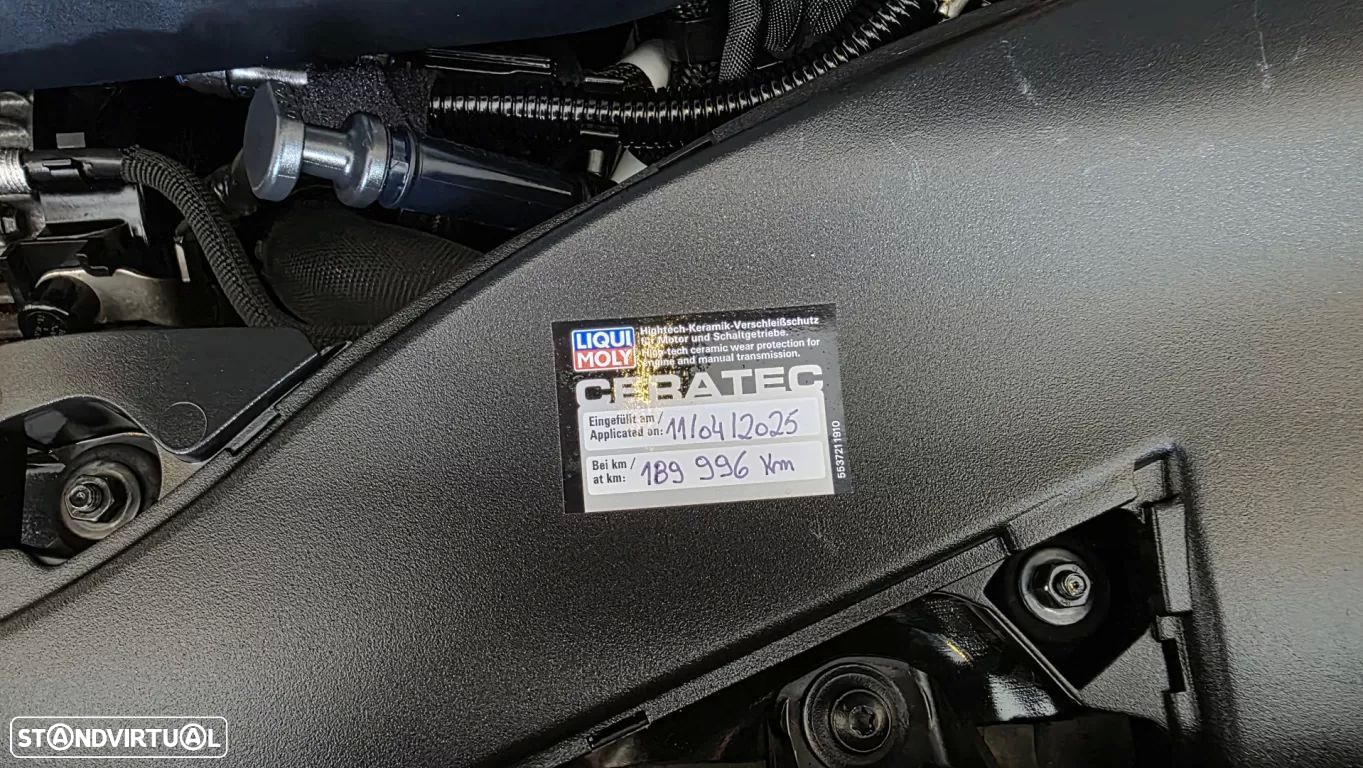 LIQUI
MOLY
Hightech-Keramik-Verschleißschutz
für Motor und Schaltgetriebe.
High-tech ceramic wear protection for
engine and manual transmission.
CERATEC
Eingefüllt am /
Applicated on: 11/04/2025
Bei km /
at km: 189 996 Km
5537211910
STANDVIRTUAL